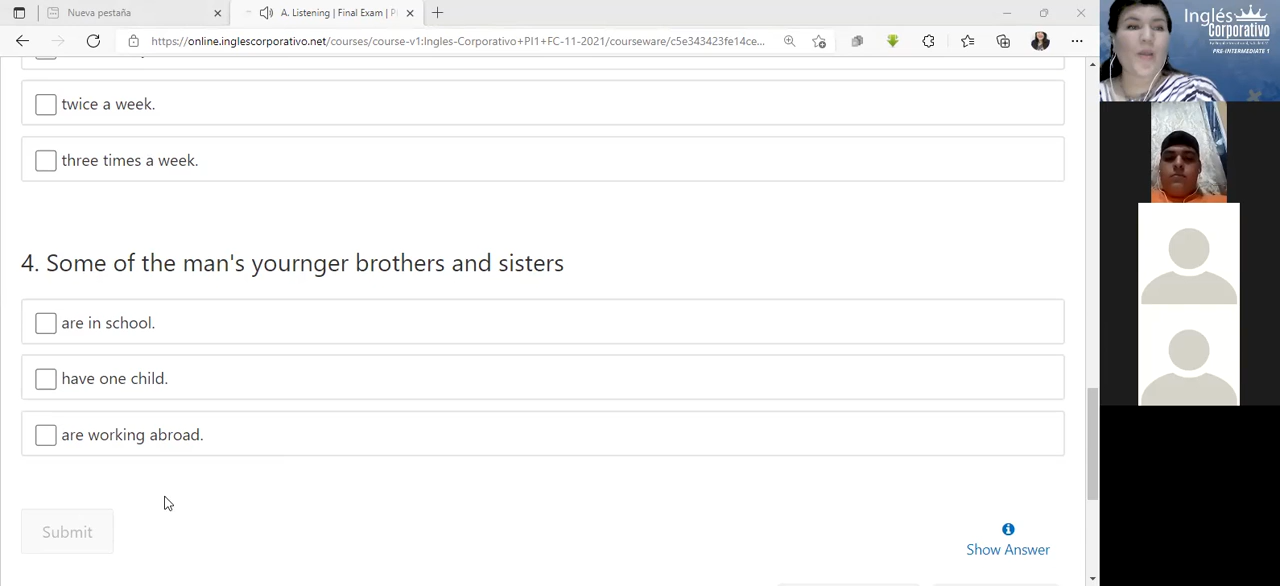 Nueva pestaña
A. Listening | Final Exam | P
https://online.inglescorporativo.net/courses/course-v1:Ingles-Corporativo+PI1+FC-11-2021/courseware/c5e343423fe14ce...
Inglés
Corporativo
PRE-INTERMEDIATE 1
twice a week.
three times a week.
4. Some of the man's yournger brothers and sisters
are in school.
have one child.
are working abroad.
Submit
Show Answer